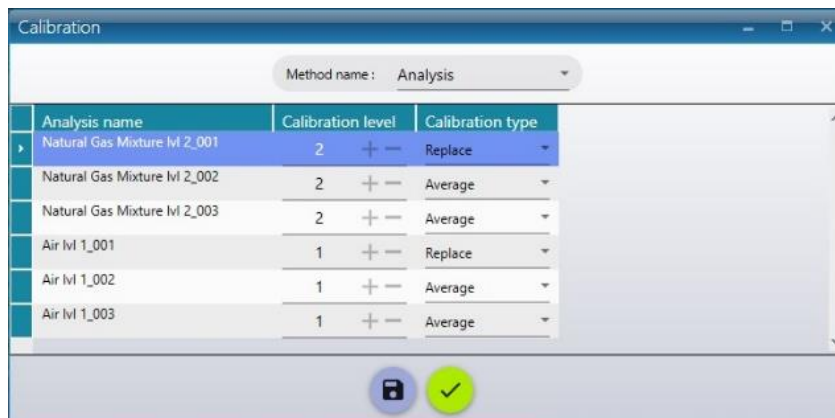 Calibration
Method name : Analysis
Analysis name Calibration level Calibration type
Natural Gas Mixture lvl 2_001 2 Replace
Natural Gas Mixture lvl 2_002 2 Average
Natural Gas Mixture lvl 2_003 2 Average
Air lvl 1_001 1 Replace
Air lvl 1_002 1 Average
Air lvl 1_003 1 Average